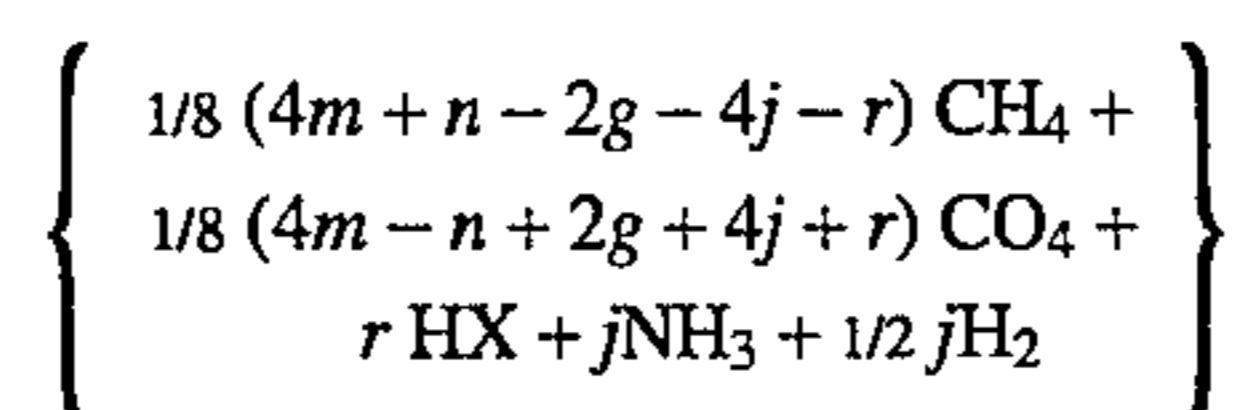 1/8 (4m + n − 2g − 4j − r) CH₄ +
1/8 (4m − n + 2g + 4j + r) CO₄ +
r HX + jNH₃ + 1/2 jH₂